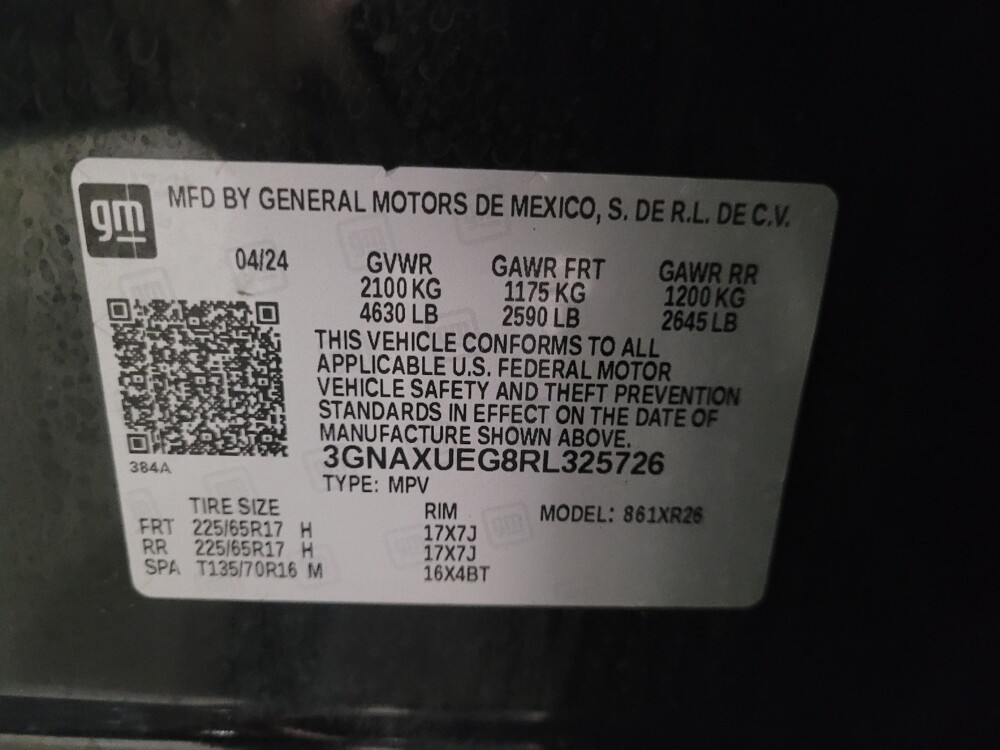 gm
MFD BY GENERAL MOTORS DE MEXICO, S. DE R.L. DE C.V.
04/24 GVWR GAWR FRT GAWR RR
2100 KG 1175 KG 1200 KG
4630 LB 2590 LB 2645 LB
THIS VEHICLE CONFORMS TO ALL
APPLICABLE U.S. FEDERAL MOTOR
VEHICLE SAFETY AND THEFT PREVENTION
STANDARDS IN EFFECT ON THE DATE OF
MANUFACTURE SHOWN ABOVE.
384A
3GNAXUEG8RL325726
TYPE: MPV
TIRE SIZE RIM MODEL: 861XR26
FRT 225/65R17 H 17X7J
RR 225/65R17 H 17X7J
SPA T135/70R16 M 16X4BT